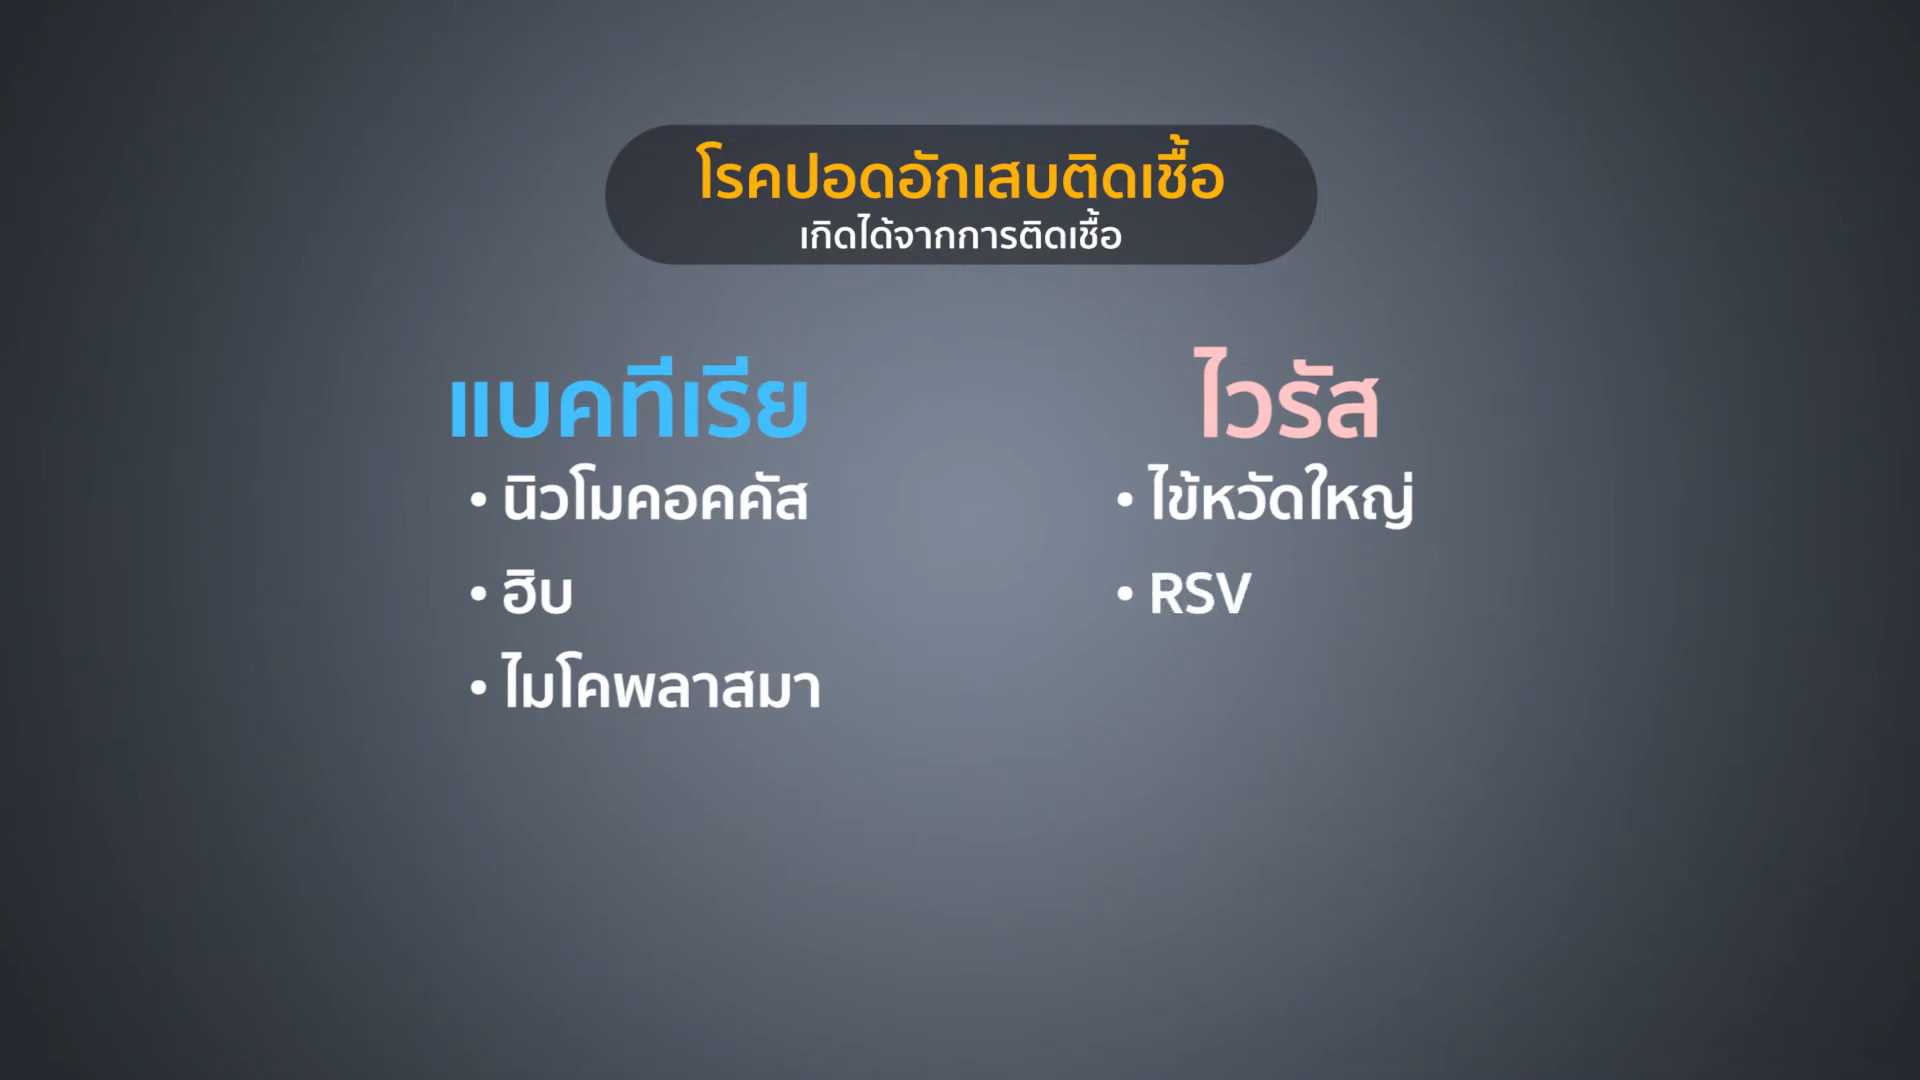 โรคปอดอักเสบติดเชื้อ
เกิดได้จากการติดเชื้อ
แบคทีเรีย
• นิวโมคอคคัส
• ฮิบ
• ไมโคพลาสมา
ไวรัส
• ไข้หวัดใหญ่
• RSV